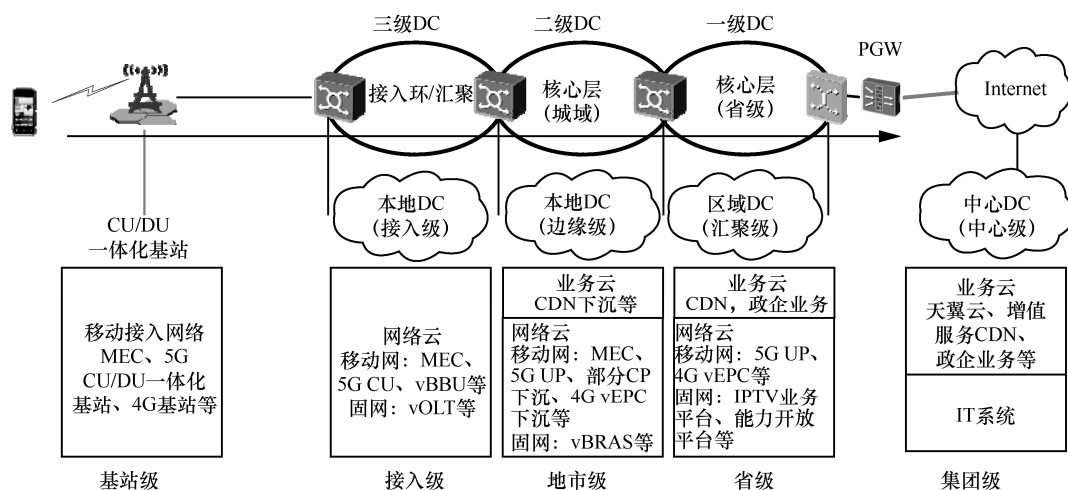 三级DC
二级DC
一级DC
PGW
接入环/汇聚
核心层
(城域)
核心层
(省级)
Internet
本地DC
(接入级)
本地DC
(边缘级)
区域DC
(汇聚级)
中心DC
(中心级)
CU/DU
一体化基站
移动接入网络
MEC、5G
CU/DU一体化
基站、4G基站等
网络云
移动网：MEC、
5G CU、vBBU等
固网：vOLT等
业务云
CDN下沉等
网络云
移动网：MEC、
5G UP、部分CP
下沉、4G vEPC
下沉等
固网：vBRAS等
业务云
CDN，政企业务
网络云
移动网：5G UP、
4G vEPC等
固网：IPTV业务
平台、能力开放
平台等
业务云
天翼云、增值
服务CDN、
政企业务等
IT系统
基站级
接入级
地市级
省级
集团级